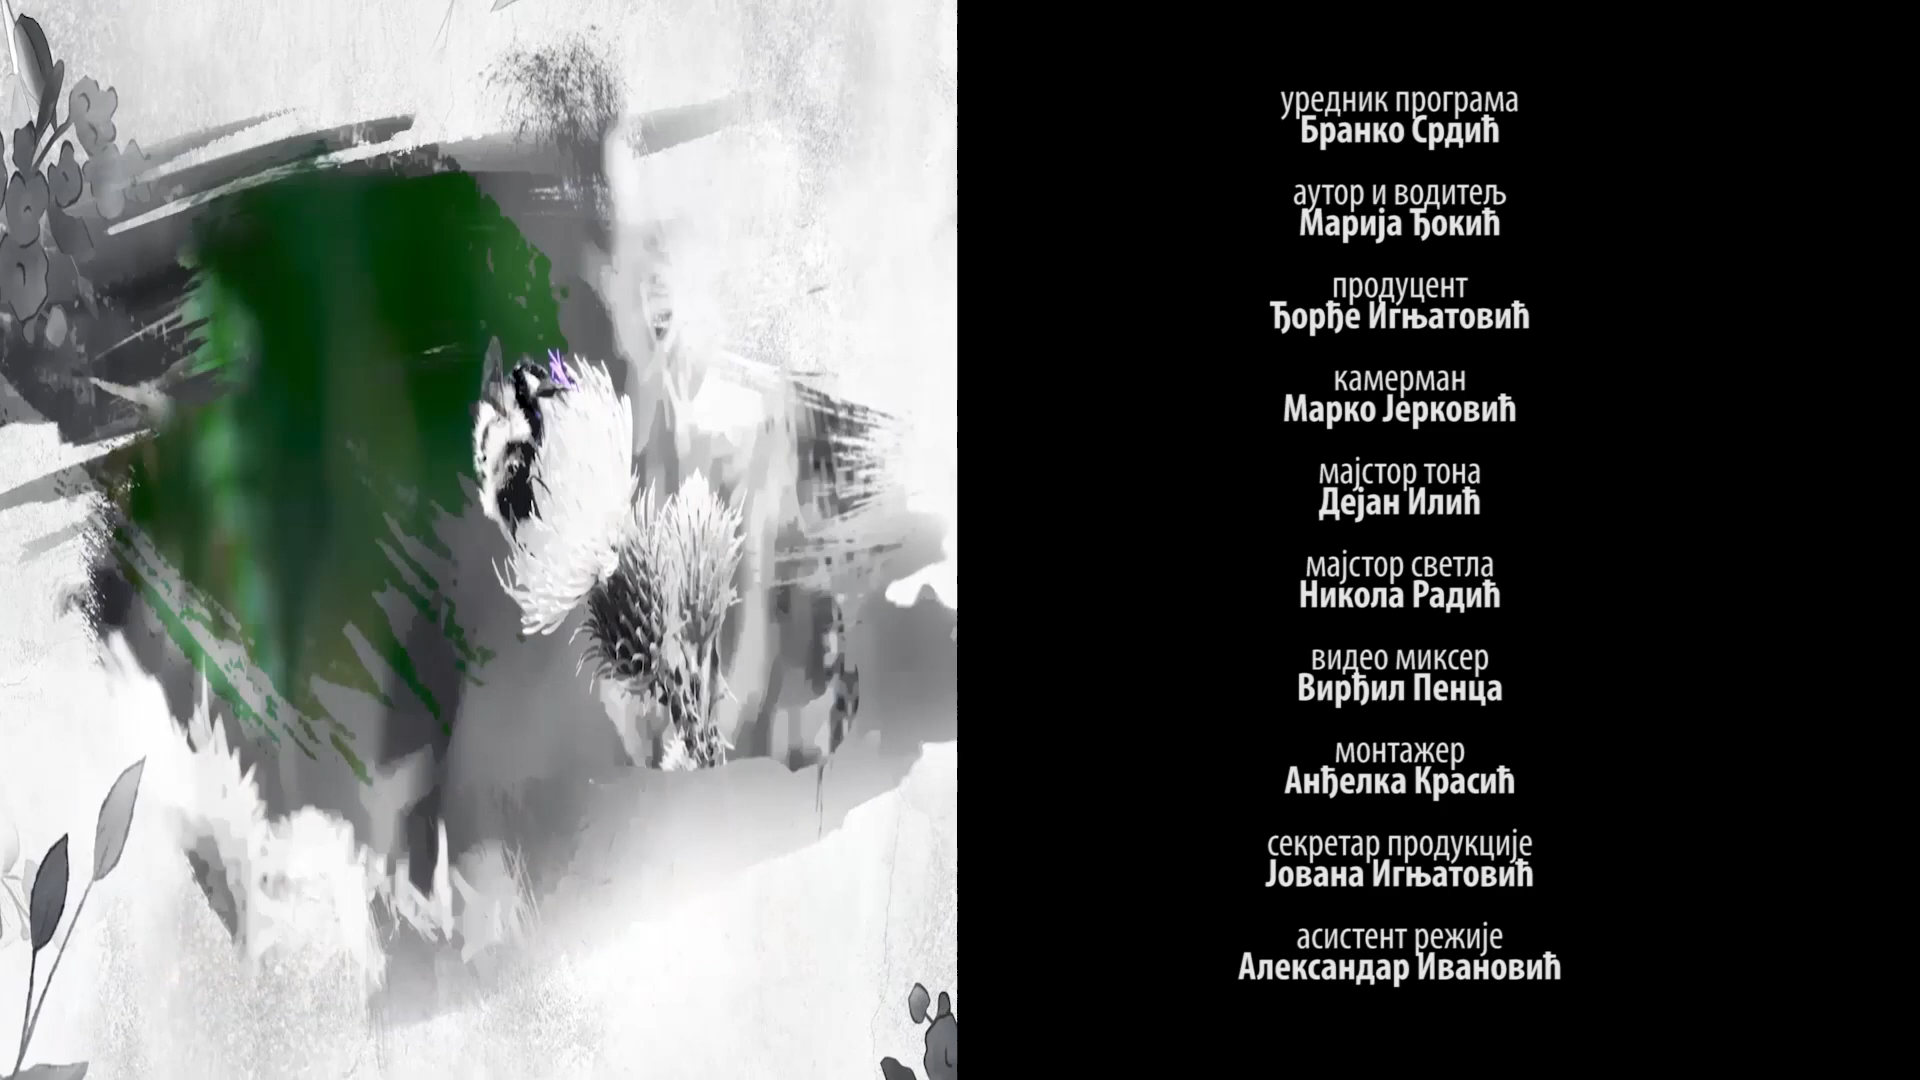 уредник програма
Бранко Срдић
аутор и водитељ
Марија Ђокић
продуцент
Ђорђе Игњатовић
камерман
Марко Јерковић
мајстор тона
Дејан Илић
мајстор светла
Никола Радић
видео миксер
Вирђил Пенца
монтажер
Анђелка Красић
секретар продукције
Јована Игњатовић
асистент режије
Александар Ивановић